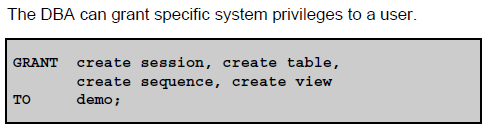 The DBA can grant specific system privileges to a user.
GRANT create session, create table,
create sequence, create view
TO demo;